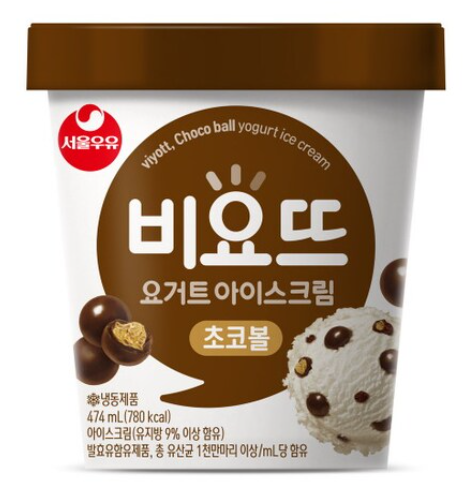 서울우유
viyott, Choco ball yogurt ice cream
비요뜨
요거트 아이스크림
초코볼
냉동제품
474 mL(780 kcal)
아이스크림(유지방 9% 이상 함유)
발효유함유제품, 총 유산균 1천만마리 이상/mL당 함유